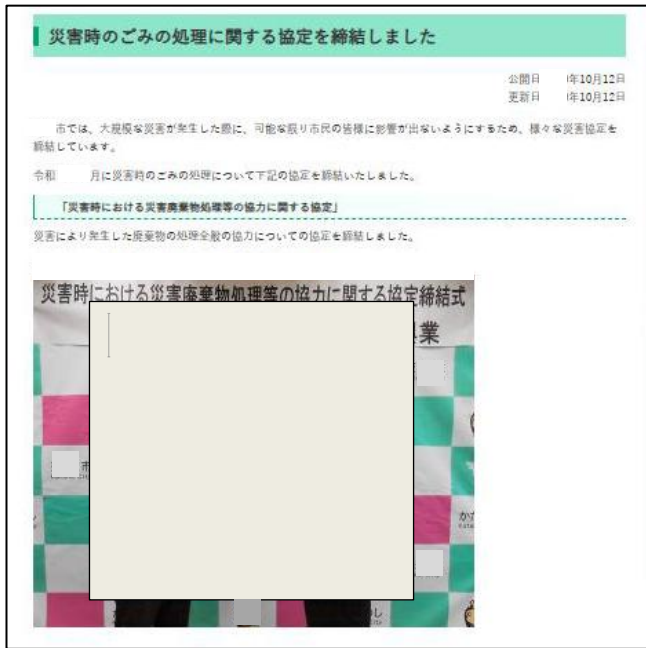 災害時のごみの処理に関する協定を締結しました
公開日 年10月12日
更新日 年10月12日
市では、大規模な災害が発生した際に、可能な限り市民の皆様に影響が出ないようにするため、様々な災害協定を
締結しています。
令和 月に災害時のごみの処理について下記の協定を締結いたしました。
「災害時における災害廃棄物処理等の協力に関する協定」
災害により発生した廃棄物の処理全般の協力についての協定を締結しました。
災害時における災害廃棄物処理等の協力に関する協定締結式
業
市